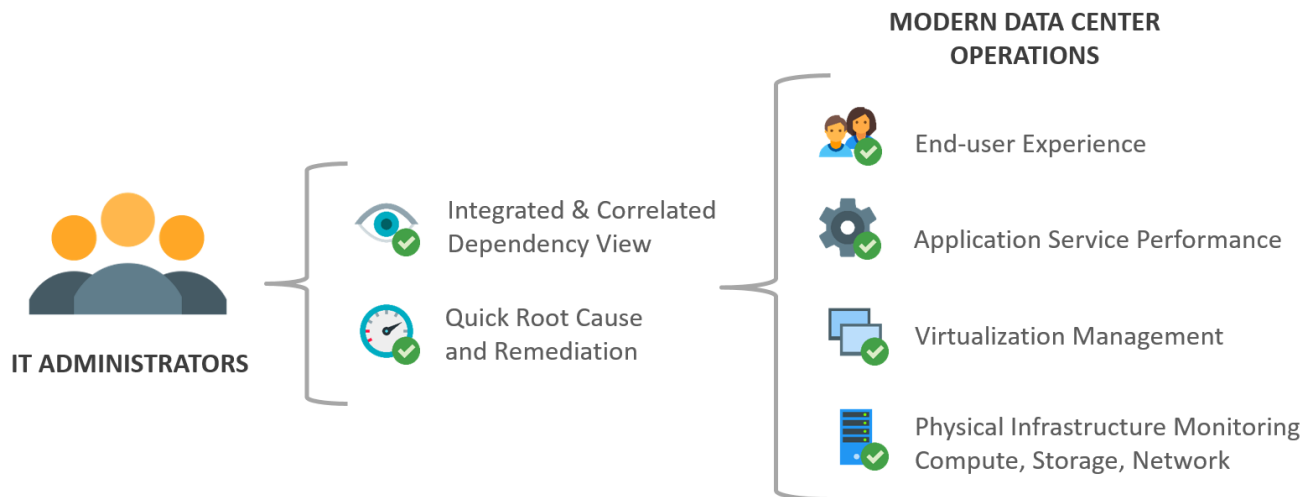 MODERN DATA CENTER
OPERATIONS
End-user Experience
Integrated & Correlated
Dependency View
Application Service Performance
Quick Root Cause
and Remediation
Virtualization Management
IT ADMINISTRATORS
Physical Infrastructure Monitoring
Compute, Storage, Network